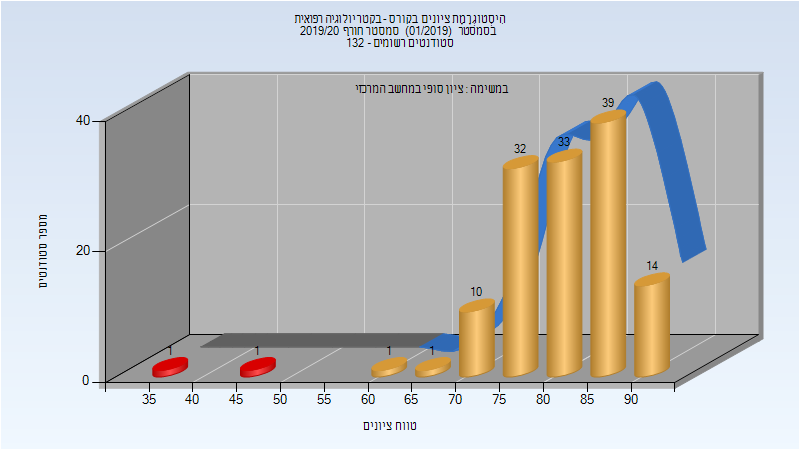 הִיסְטוֹגְרָמַת ציונים בקורס - בקטריולוגיה רפואית
בסמסטר (01/2019) סמסטר חורף 2019/20
סטודנטים רשומים - 132
במשימה : ציון סופי במחשב המרכזי
מספר סטודנטים
40
20
0
1
1
1
1
10
32
33
39
14
35 40 45 50 55 60 65 70 75 80 85 90
טווח ציונים